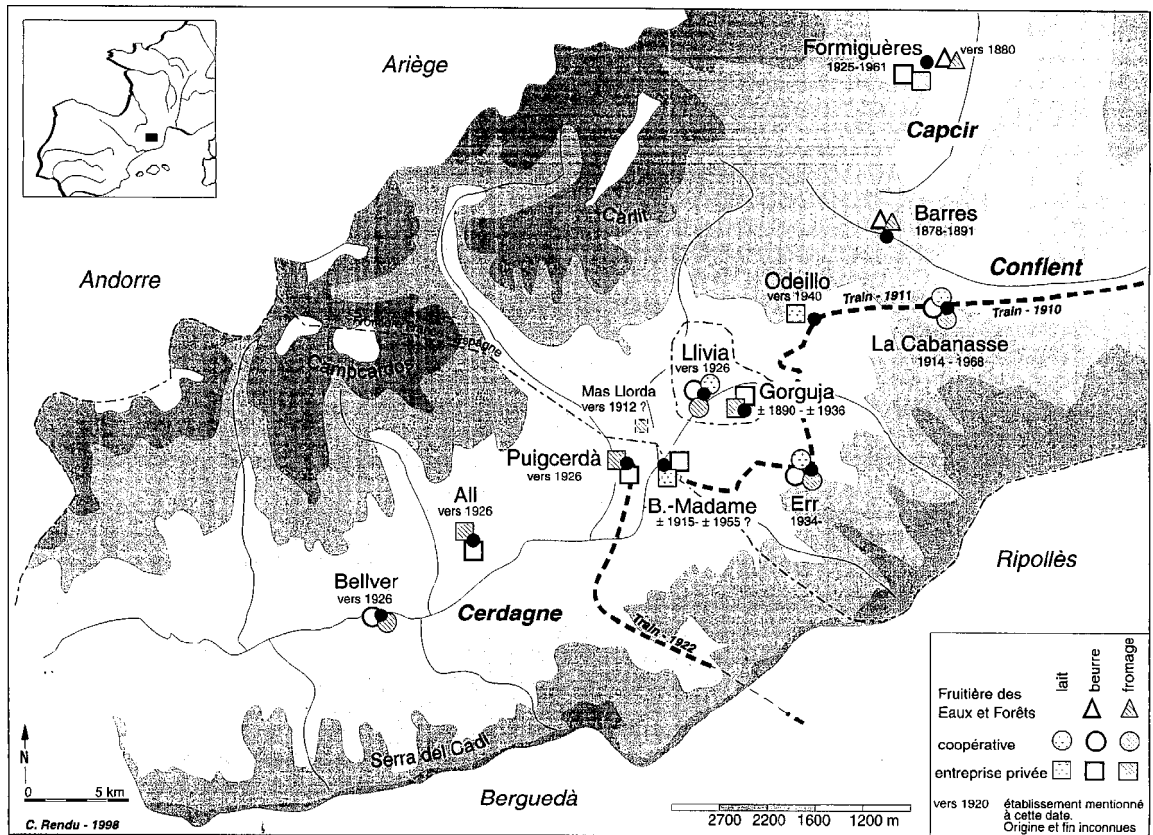 Ariège
Formiguères
1925-1961
vers 1880
Capcir
Carlit
Barres
1878-1891
Andorre
Conflent
Odeillo
vers 1940
Train - 1911
Train - 1910
La Cabanasse
1914 - 1968
Espagne
Campcardos
Llivia
vers 1926
Mas Llorda
vers 1912 ?
Gorguja
± 1890 - ± 1936
Puigcerdà
vers 1926
All
vers 1926
B.-Madame
± 1915- ± 1955 ?
Err
1934-
Ripollès
Bellver
vers 1926
Cerdagne
Train - 1922
Serra del Cadí
Berguedà
N
0 5 km
C. Rendu - 1998
2700 2200 1600 1200 m
lait
beurre
fromage
Fruitière des
Eaux et Forêts
coopérative
entreprise privée
vers 1920 établissement mentionné
à cette date.
Origine et fin inconnues